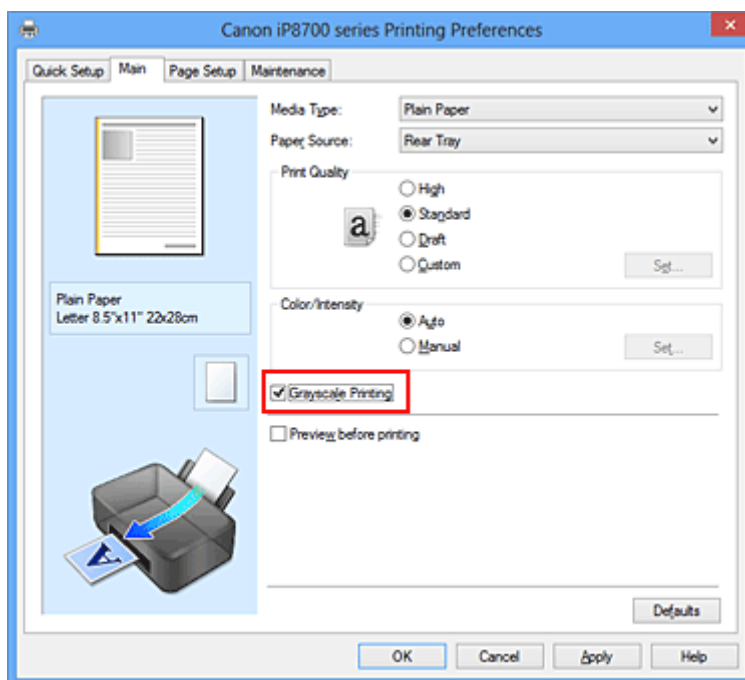 Canon iP8700 series Printing Preferences
Quick Setup Main Page Setup Maintenance
Media Type: Plain Paper
Paper Source: Rear Tray
Print Quality
High
a Standard
Draft
Custom Set...
Plain Paper
Letter 8.5"x11" 22x28cm
Color/Intensity
Auto
Manual Set...
Grayscale Printing
Preview before printing
A
Defaults
OK Cancel Apply Help